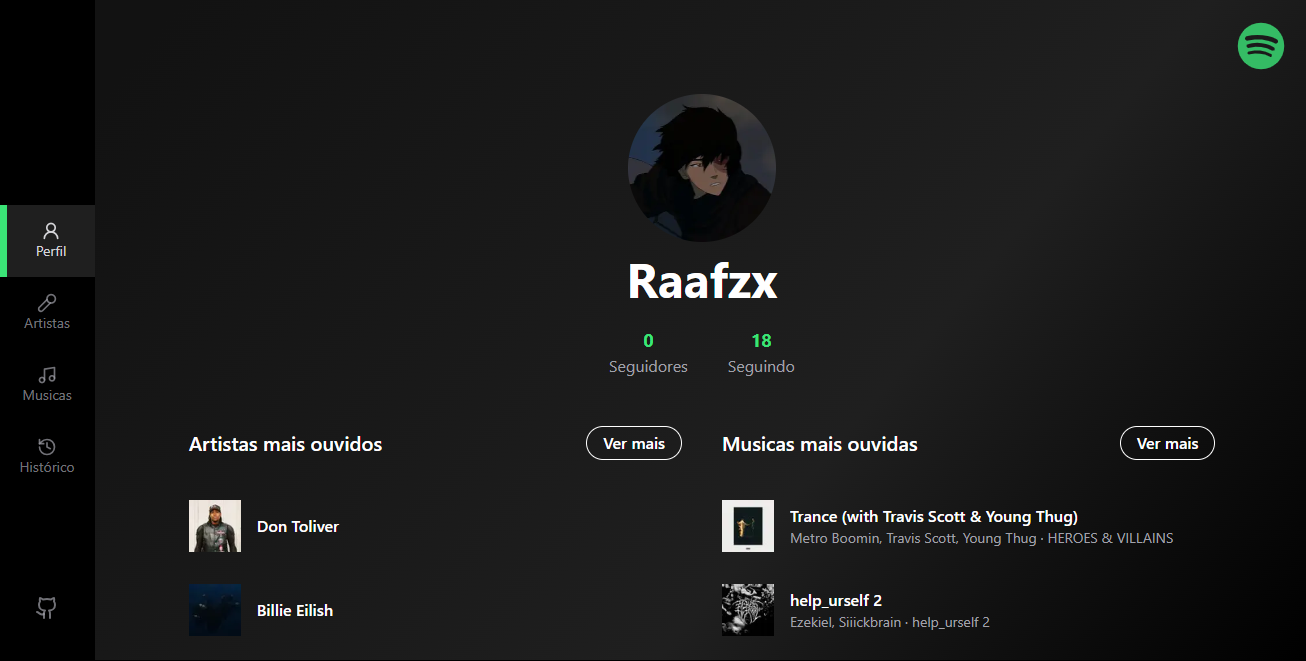 Perfil
Artistas
Musicas
Histórico
Raafzx
0
Seguidores
18
Seguindo
Artistas mais ouvidos
Ver mais
Don Toliver
Billie Eilish
Musicas mais ouvidas
Ver mais
Trance (with Travis Scott & Young Thug)
Metro Boomin, Travis Scott, Young Thug · HEROES & VILLAINS
help_urself 2
Ezekiel, Siiickbrain · help_urself 2